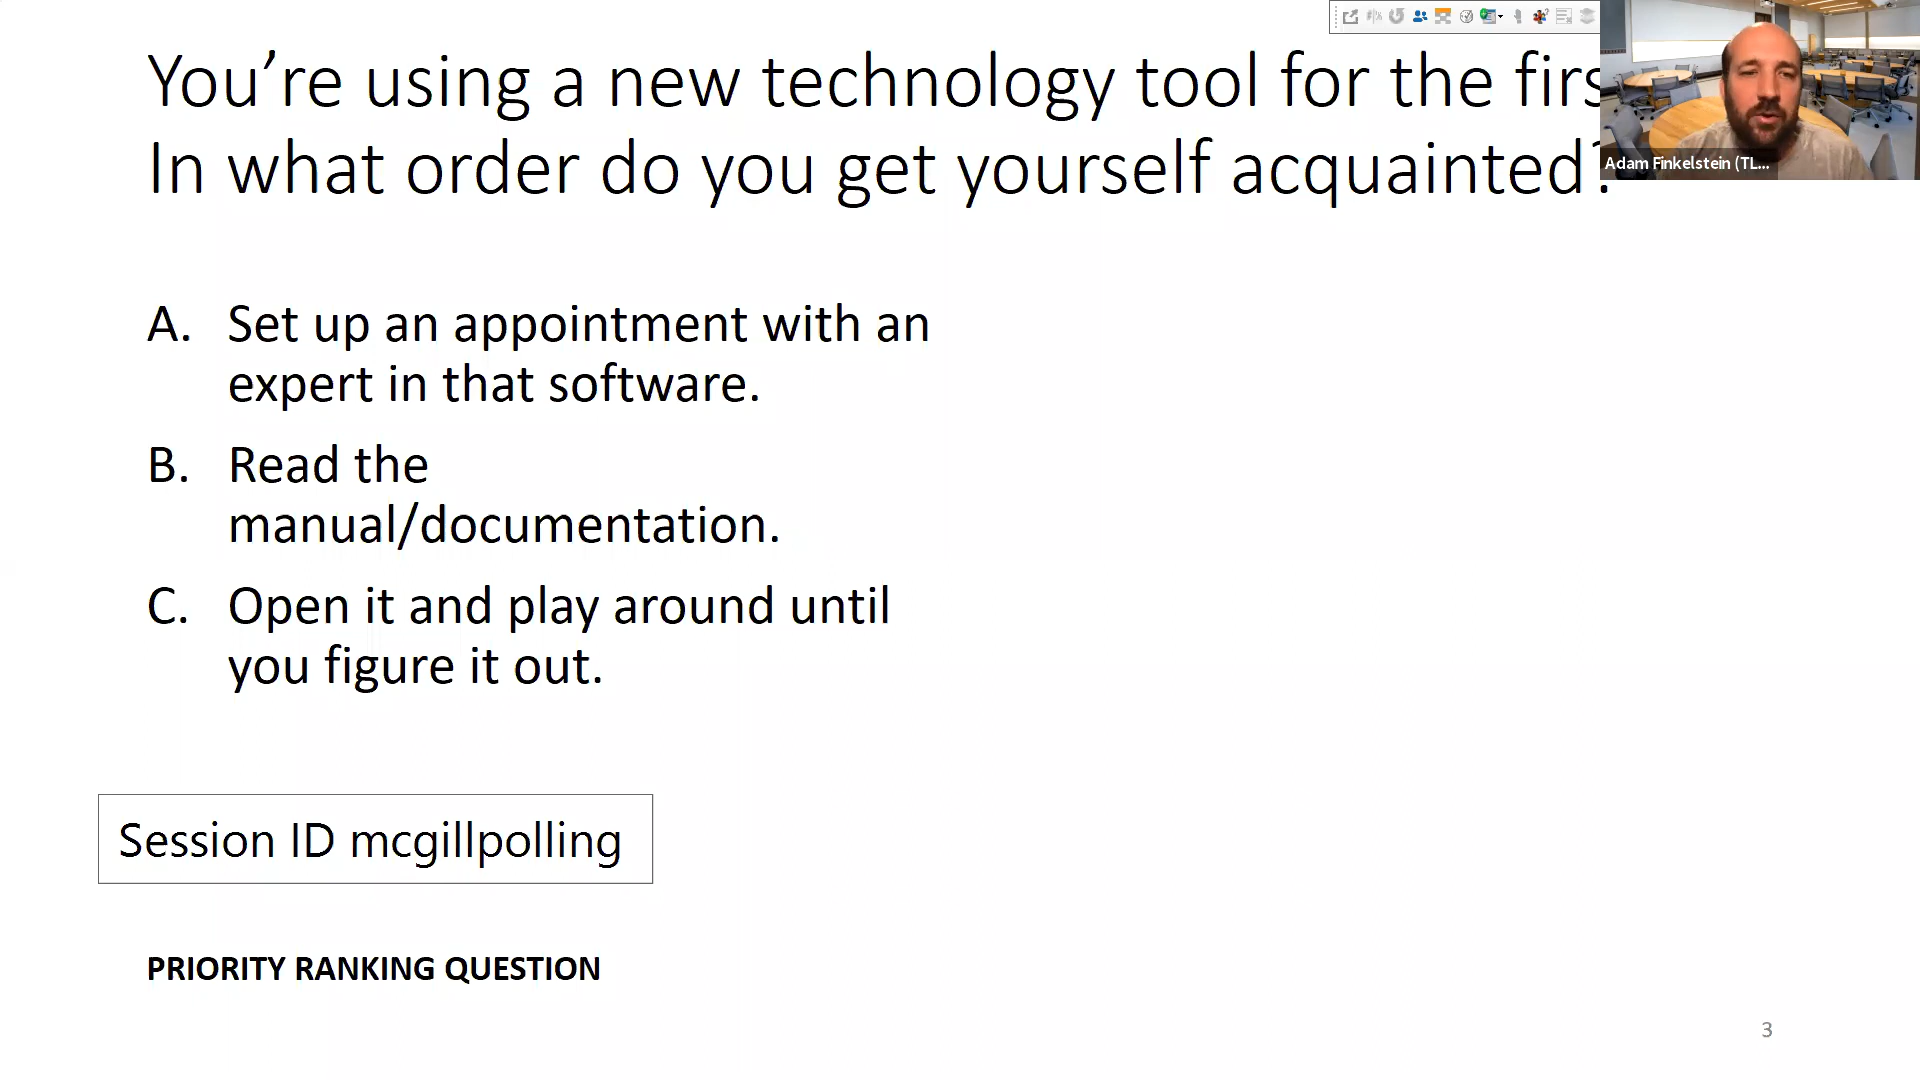 You’re using a new technology tool for the firs
In what order do you get yourself acquainted?
Adam Finkelstein (TL...
A. Set up an appointment with an
expert in that software.
B. Read the
manual/documentation.
C. Open it and play around until
you figure it out.
Session ID mcgillpolling
PRIORITY RANKING QUESTION
3